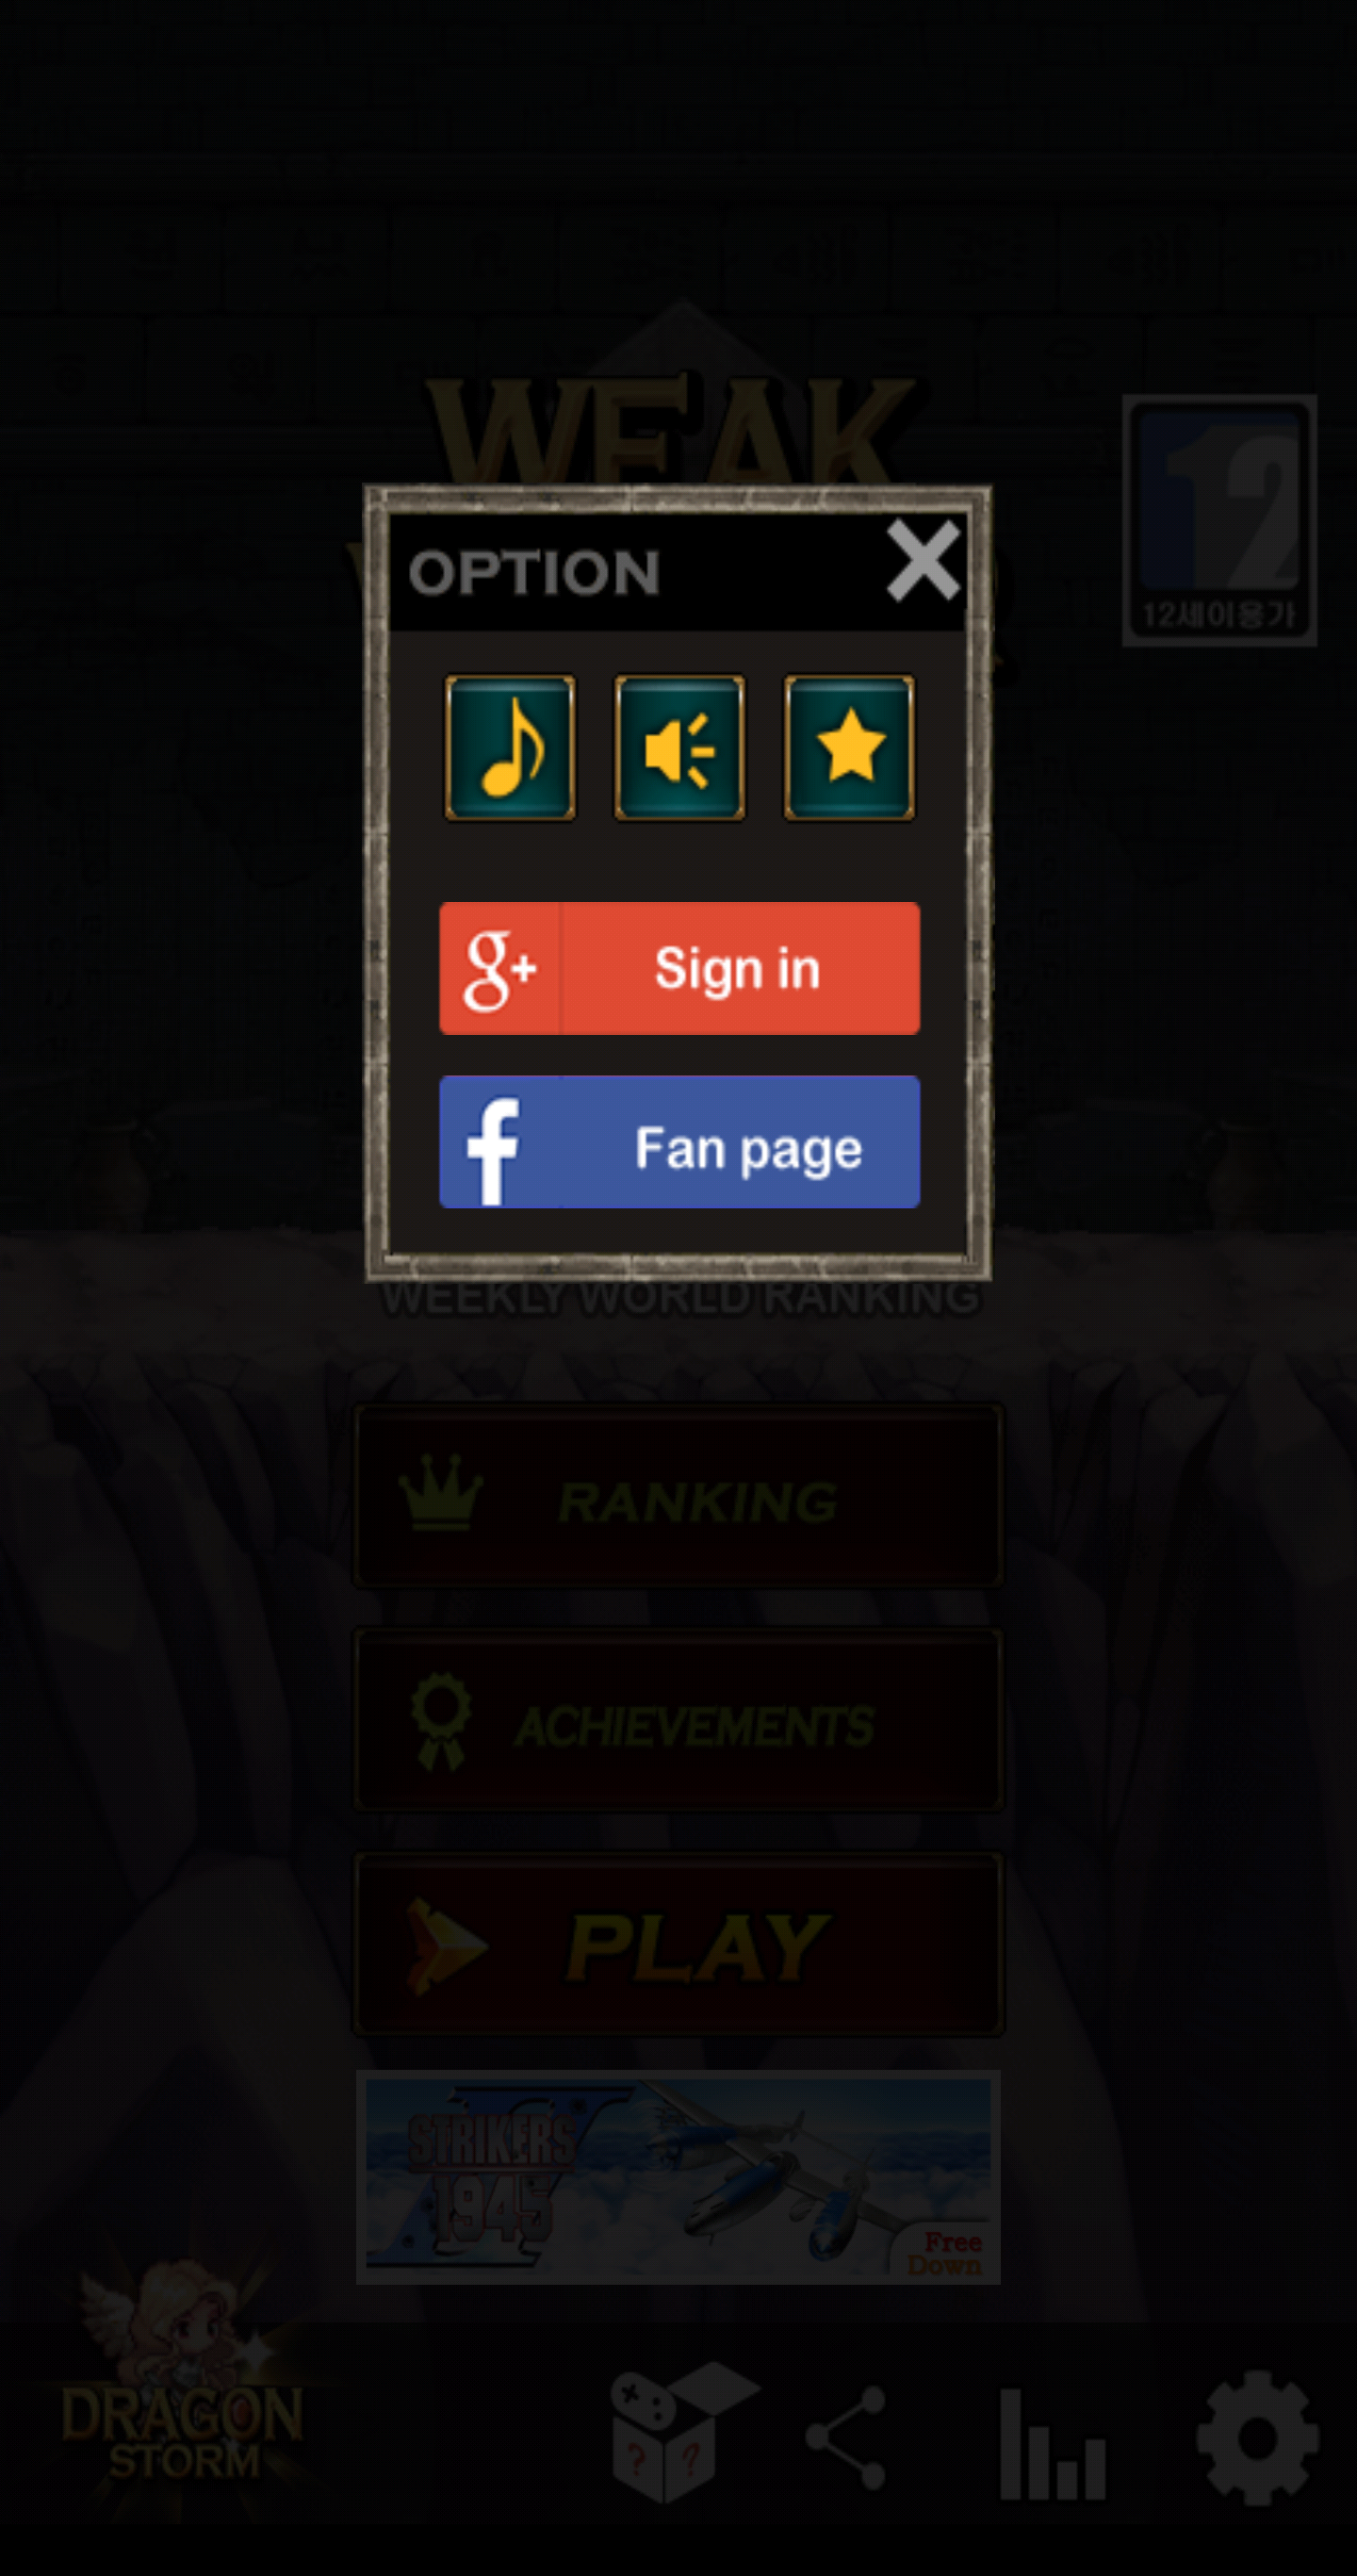 WEAK
12
12세이용가
OPTION
g+ Sign in
f Fan page
WEEKLY WORLD RANKING
RANKING
ACHIEVEMENTS
PLAY
STRIKERS
1945
II
Free
Down
DRAGON
STORM
? ?